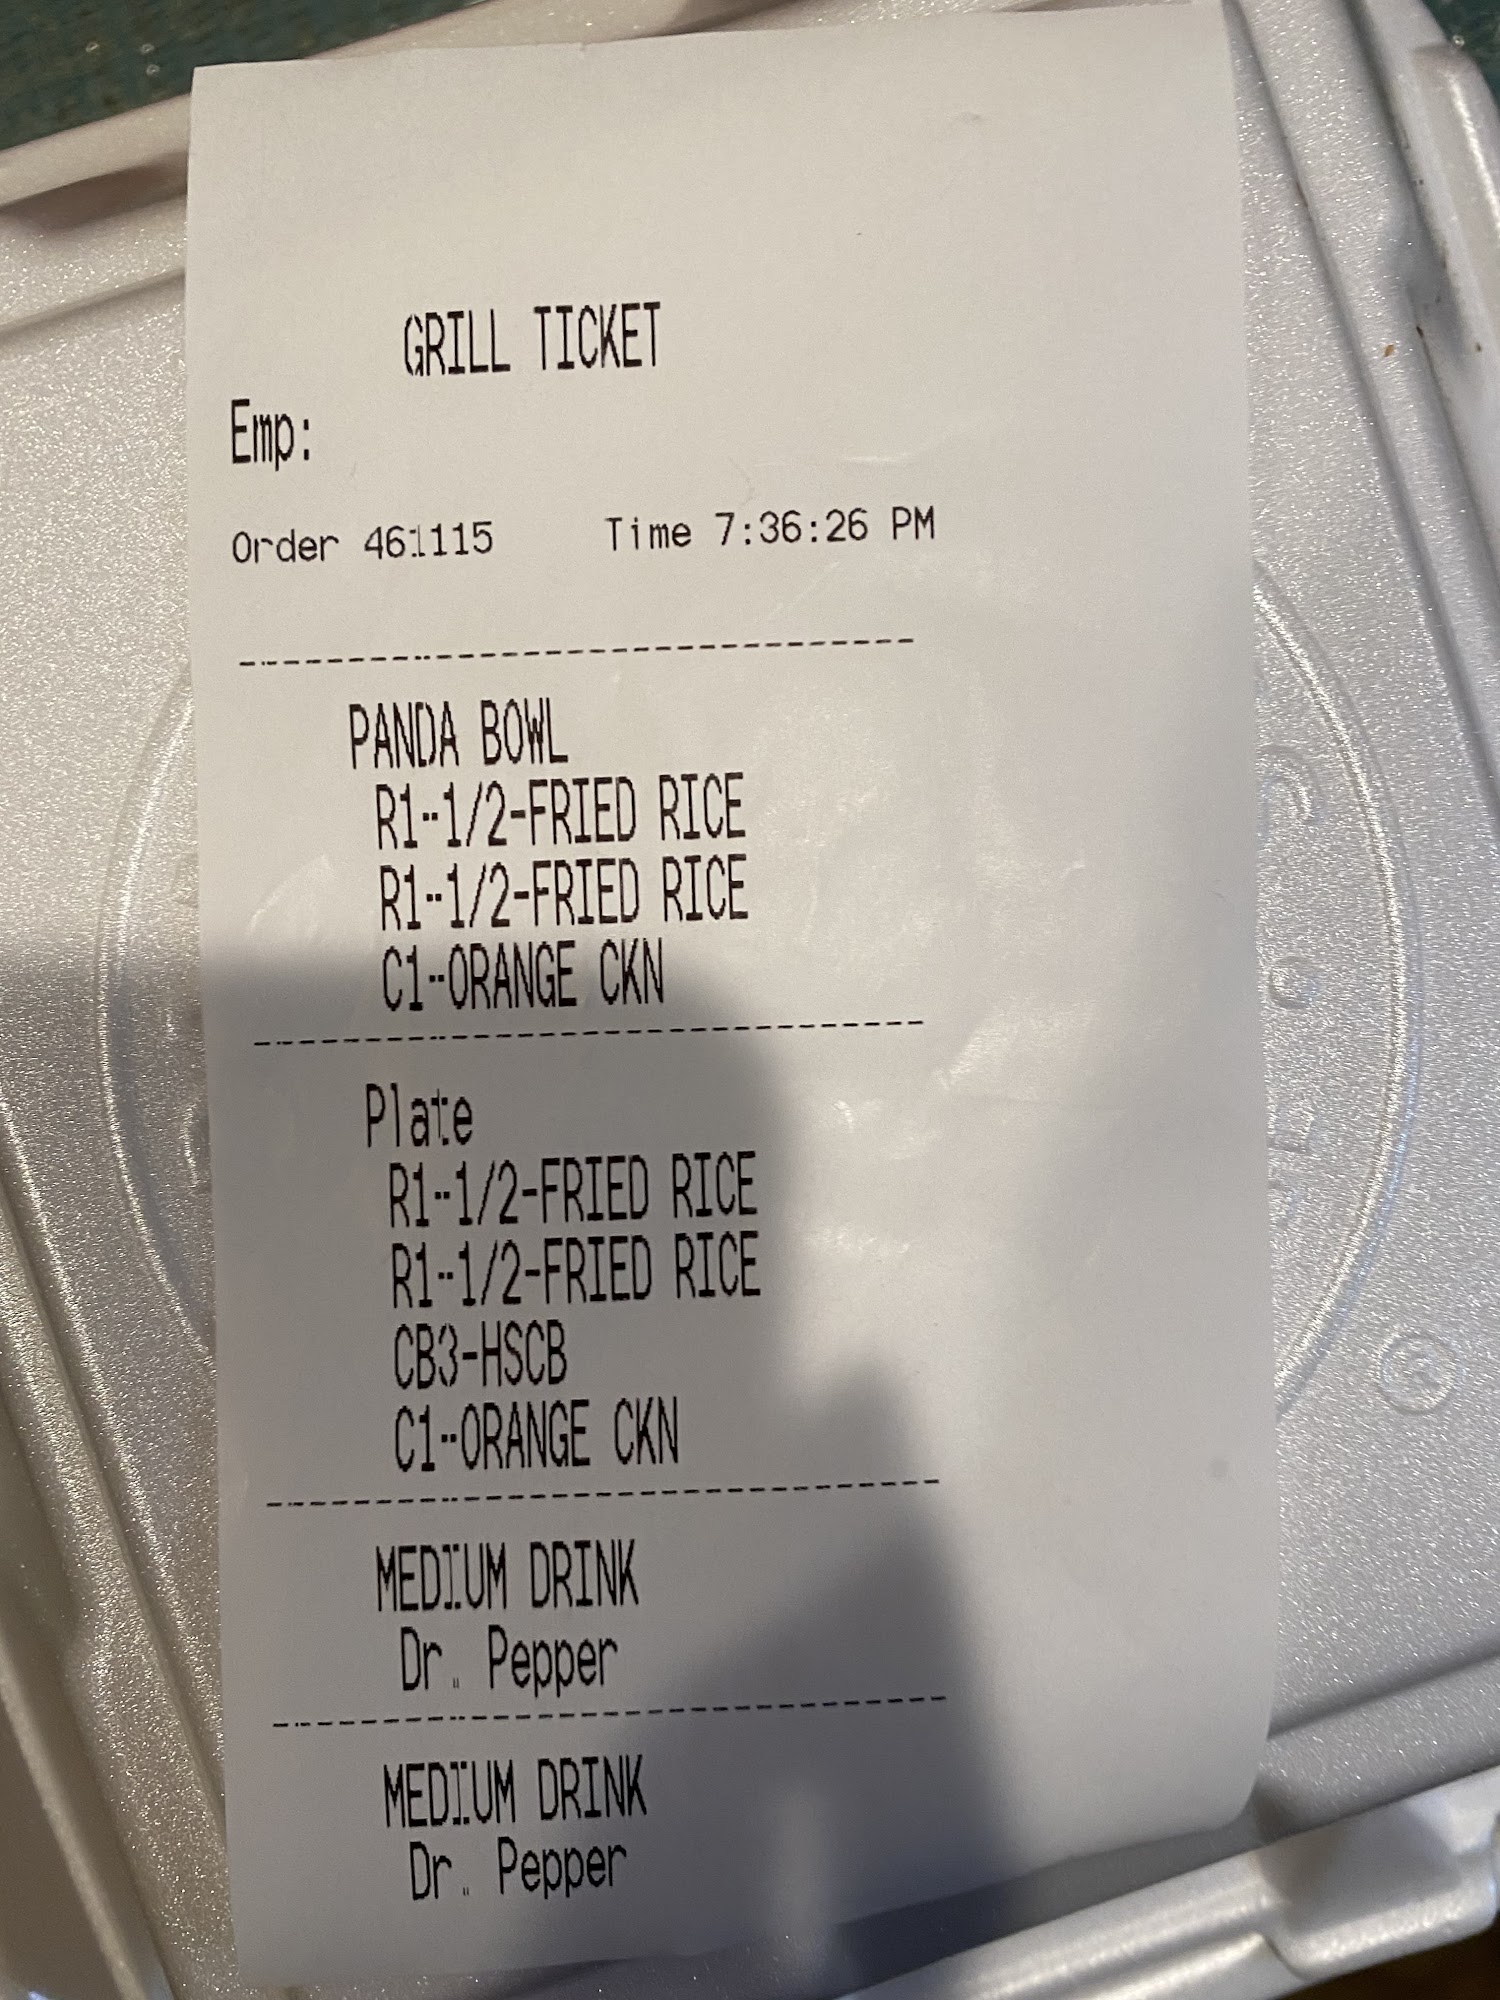 GRILL TICKET
Emp:
Order 461115 Time 7:36:26 PM
--------------------------------
PANDA BOWL
R1-1/2-FRIED RICE
R1-1/2-FRIED RICE
C1-ORANGE CKN
--------------------------------
Plate
R1-1/2-FRIED RICE
R1-1/2-FRIED RICE
CB3-HSCB
C1-ORANGE CKN
--------------------------------
MEDIUM DRINK
Dr. Pepper
--------------------------------
MEDIUM DRINK
Dr. Pepper